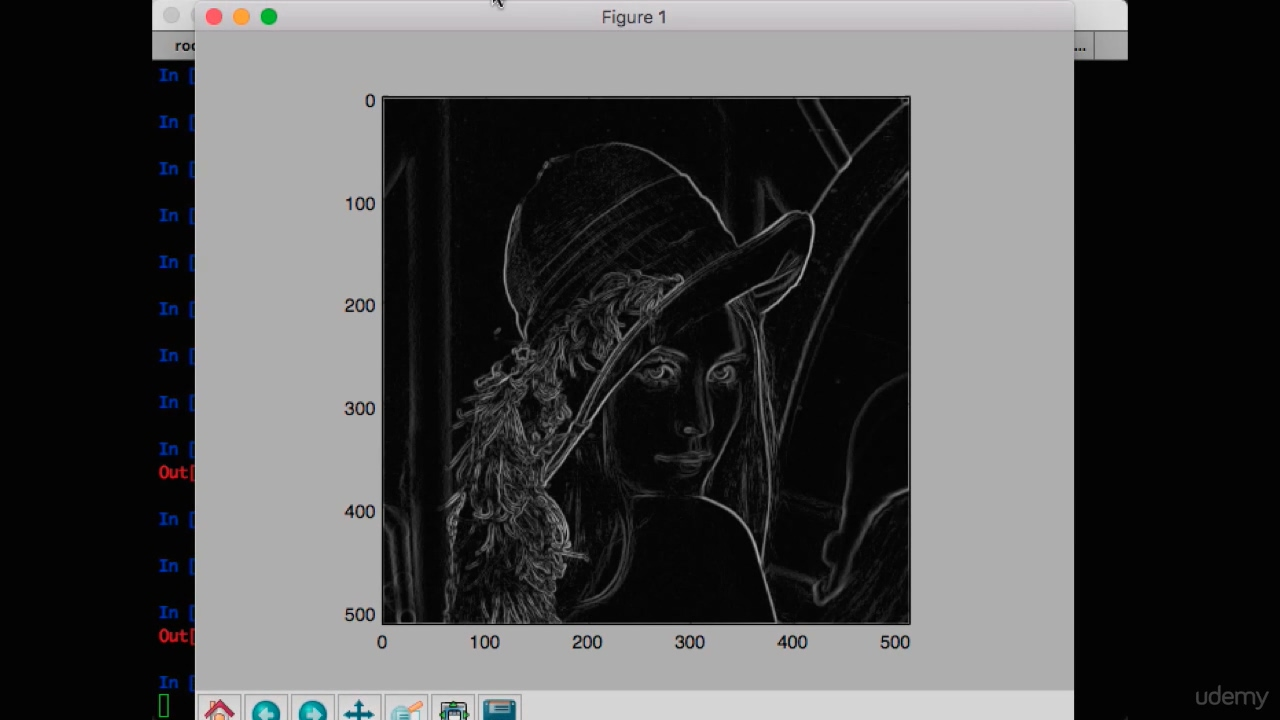 Figure 1
roo
...
In [
In [
In [
In [
In [
In [
In [
In [
In [
Out[
In [
In [
In [
Out[
In [
0
100
200
300
400
500
0 100 200 300 400 500
udemy